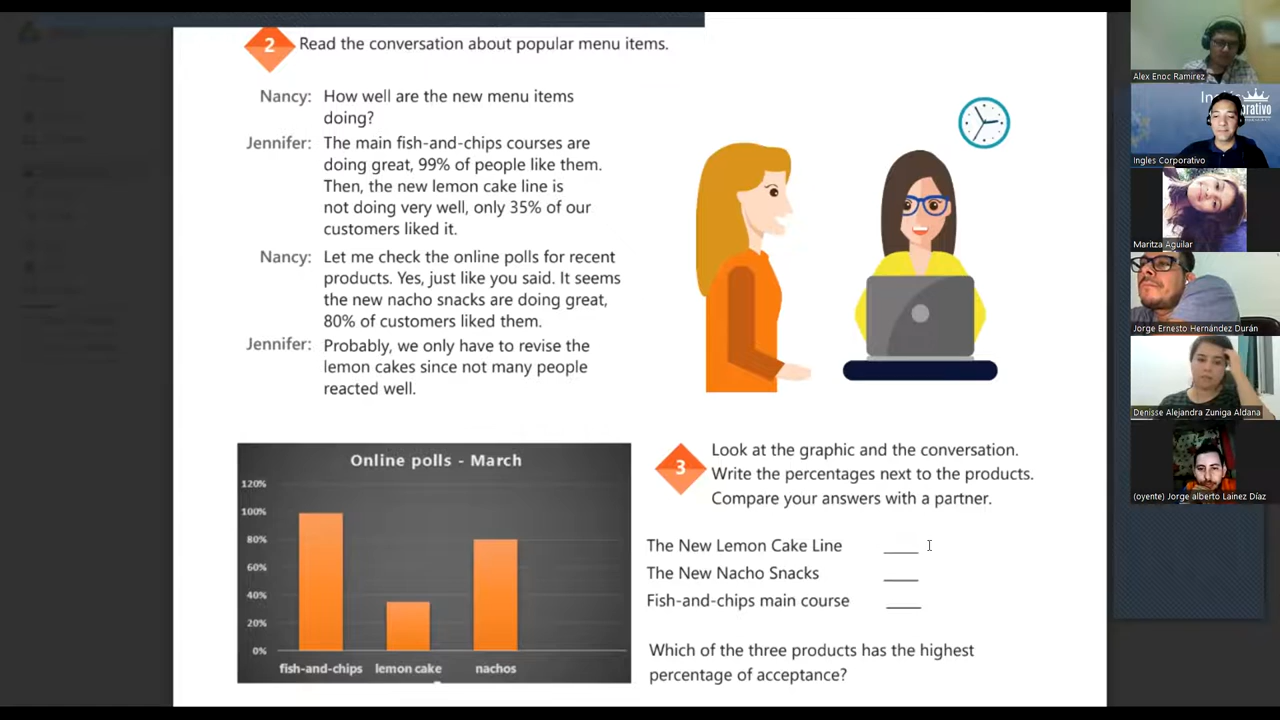 2 Read the conversation about popular menu items.
Nancy: How well are the new menu items
doing?
Jennifer: The main fish-and-chips courses are
doing great, 99% of people like them.
Then, the new lemon cake line is
not doing very well, only 35% of our
customers liked it.
Nancy: Let me check the online polls for recent
products. Yes, just like you said. It seems
the new nacho snacks are doing great,
80% of customers liked them.
Jennifer: Probably, we only have to revise the
lemon cakes since not many people
reacted well.
Online polls - March
120%
100%
80%
60%
40%
20%
0%
fish-and-chips lemon cake nachos
3 Look at the graphic and the conversation.
Write the percentages next to the products.
Compare your answers with a partner.
The New Lemon Cake Line ____
The New Nacho Snacks ____
Fish-and-chips main course ____
Which of the three products has the highest
percentage of acceptance?
Alex Enoc Ramirez
Ingles Corporativo
Maritza Aguilar
Jorge Ernesto Hernández Durán
Denisse Alejandra Zuniga Aldana
(oyente) Jorge alberto Lainez Díaz